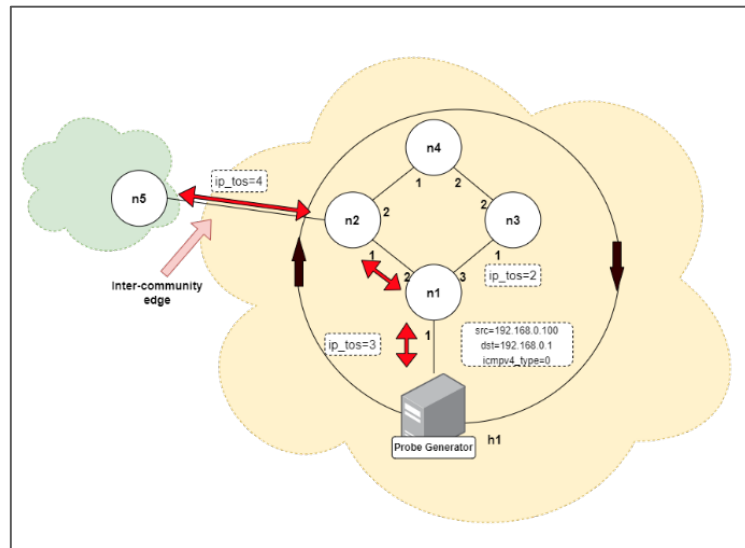 n4
1
2
ip_tos=4
n5
n2
2
2
n3
Inter-community
edge
1
2
3
1
ip_tos=2
n1
ip_tos=3
1
src=192.168.0.100
dst=192.168.0.1
icmpv4_type=0
h1
Probe Generator